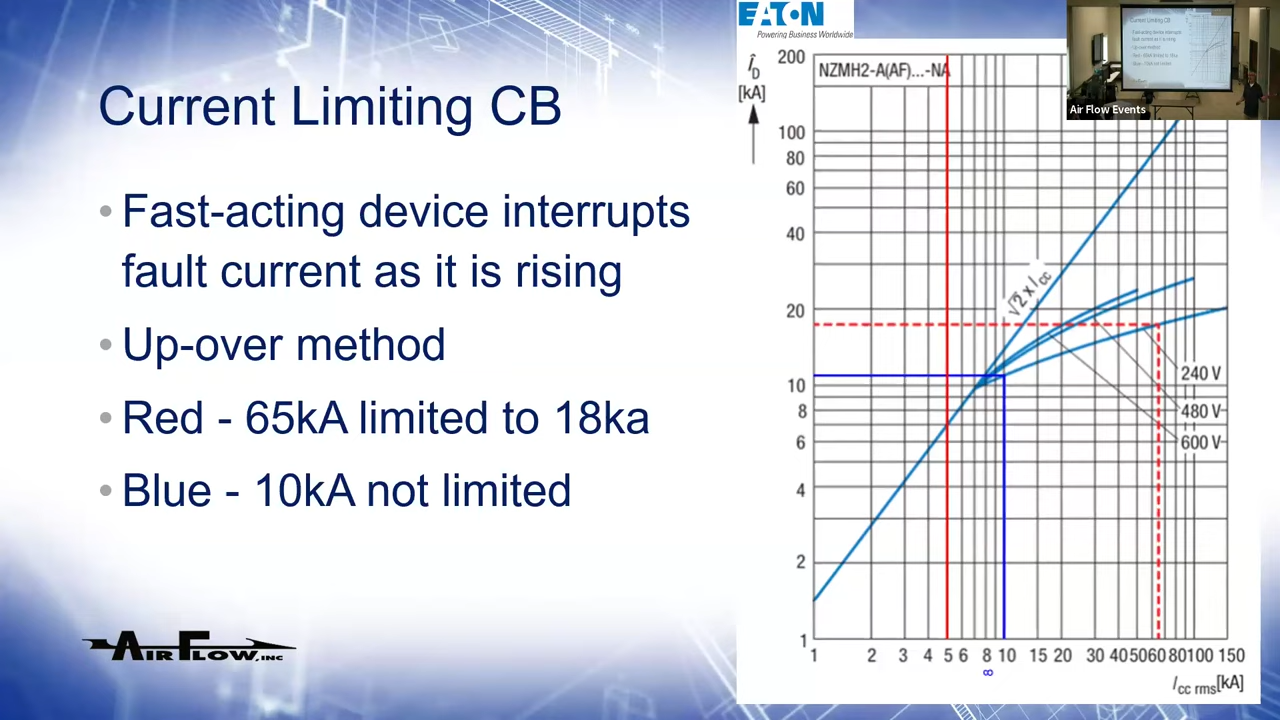 EATON
Powering Business Worldwide
Air Flow Events
Current Limiting CB
• Fast-acting device interrupts
fault current as it is rising
• Up-over method
• Red - 65kA limited to 18ka
• Blue - 10kA not limited
AIR FLOW, INC
ÎD
[kA]
NZMH2-A(AF)...-NA
200
100
80
60
40
20
10
8
6
4
2
1
√2 x Icc
240 V
480 V
600 V
1 2 3 4 5 6 8 10 15 20 30 40 50 60 80 100 150
∞
Icc rms [kA]